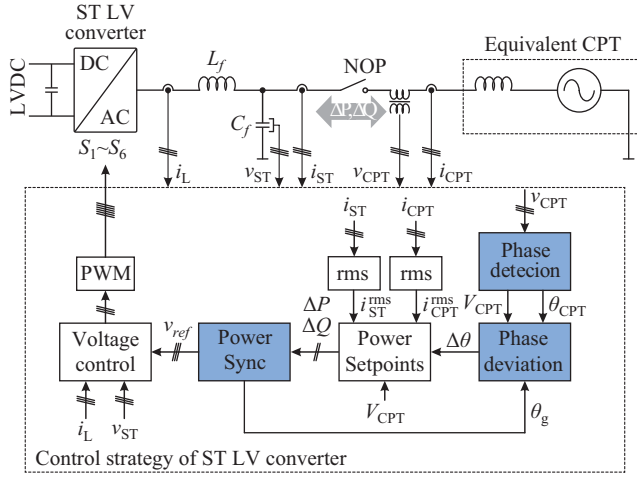 ST LV
converter
LVDC
DC
AC
S₁~S₆
L_f
C_f
NOP
ΔP,ΔQ
Equivalent CPT
i_L
v_ST
i_ST
v_CPT
i_CPT
i_ST
i_CPT
v_CPT
PWM
rms
rms
Phase
detecion
i_ST^rms
i_CPT^rms
V_CPT
θ_CPT
Voltage
control
v_ref
Power
Sync
ΔP
ΔQ
Power
Setpoints
Δθ
Phase
deviation
i_L
v_ST
V_CPT
θ_g
Control strategy of ST LV converter